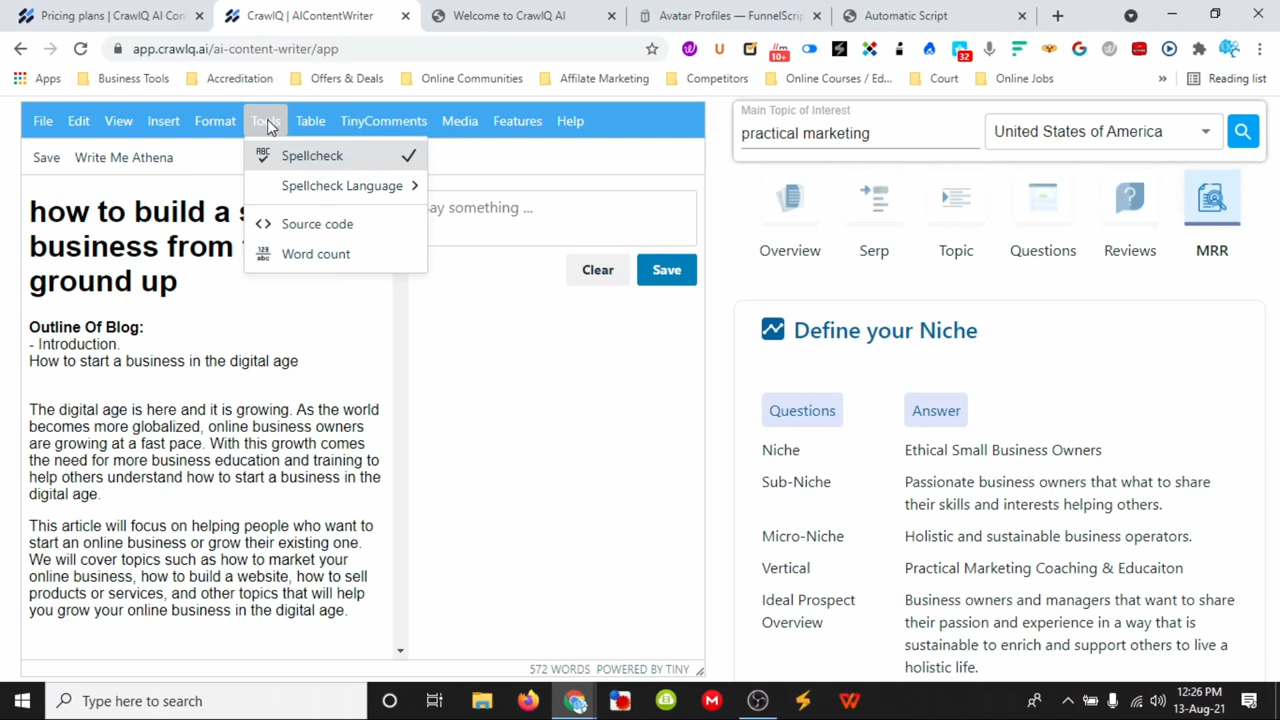 Pricing plans | CrawlQ AI Con
CrawlQ | AIContentWriter
Welcome to CrawlQ AI
Avatar Profiles — FunnelScri
Automatic Script
app.crawlq.ai/ai-content-writer/app
10+
32
Apps
Business Tools
Accreditation
Offers & Deals
Online Communities
Affilate Marketing
Competitors
Online Courses / Ed...
Court
Online Jobs
»
Reading list
File Edit View Insert Format Tools Table TinyComments Media Features Help
Save Write Me Athena
Spellcheck
Spellcheck Language
Source code
Word count
how to build a s
business from
ground up
Outline Of Blog:
- Introduction.
How to start a business in the digital age
The digital age is here and it is growing. As the world
becomes more globalized, online business owners
are growing at a fast pace. With this growth comes
the need for more business education and training to
help others understand how to start a business in the
digital age.
This article will focus on helping people who want to
start an online business or grow their existing one.
We will cover topics such as how to market your
online business, how to build a website, how to sell
products or services, and other topics that will help
you grow your online business in the digital age.
ay something ...
Clear
Save
572 WORDS POWERED BY TINY
Main Topic of Interest
practical marketing
United States of America
Overview
Serp
Topic
Questions
Reviews
MRR
Define your Niche
Questions
Answer
Niche
Ethical Small Business Owners
Sub-Niche
Passionate business owners that what to share
their skills and interests helping others.
Micro-Niche
Holistic and sustainable business operators.
Vertical
Practical Marketing Coaching & Educaiton
Ideal Prospect
Overview
Business owners and managers that want to share
their passion and experience in a way that is
sustainable to enrich and support others to live a
holistic life.
Type here to search
12:26 PM
13-Aug-21